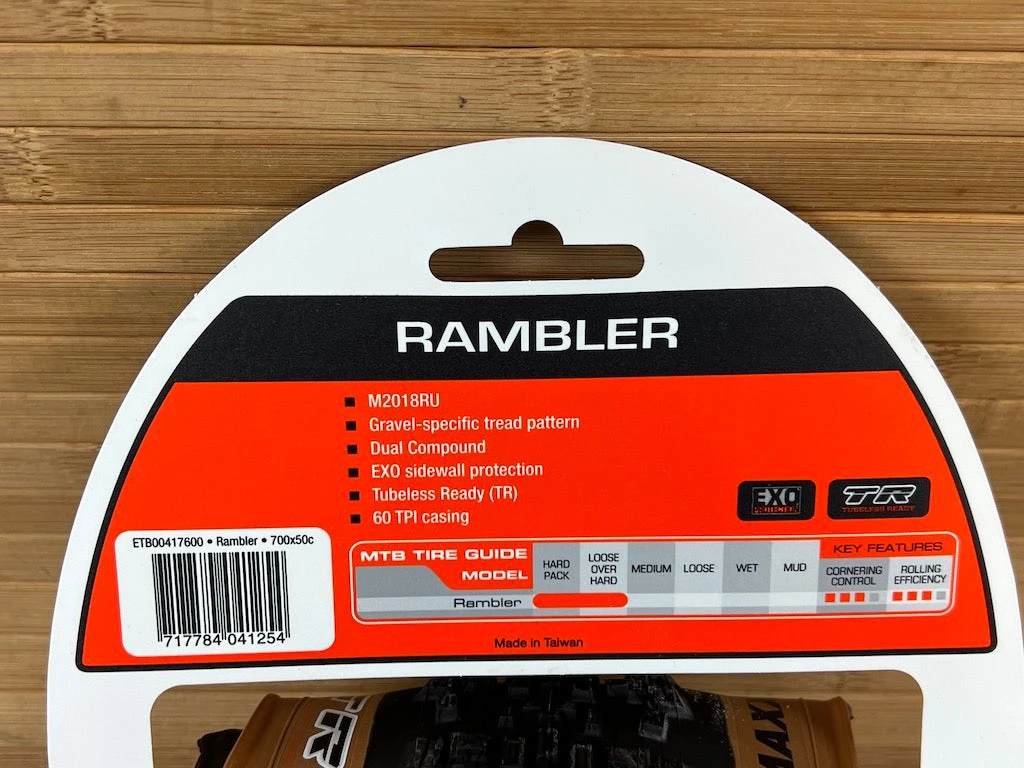 RAMBLER
M2018RU
Gravel-specific tread pattern
Dual Compound
EXO sidewall protection
Tubeless Ready (TR)
60 TPI casing
EXO
PROTECTION
TR
TUBELESS READY
ETB00417600 • Rambler • 700x50c
717784 041254
MTB TIRE GUIDE
MODEL
HARD PACK
LOOSE OVER HARD
MEDIUM
LOOSE
WET
MUD
KEY FEATURES
CORNERING CONTROL
ROLLING EFFICIENCY
Rambler
Made in Taiwan
TR